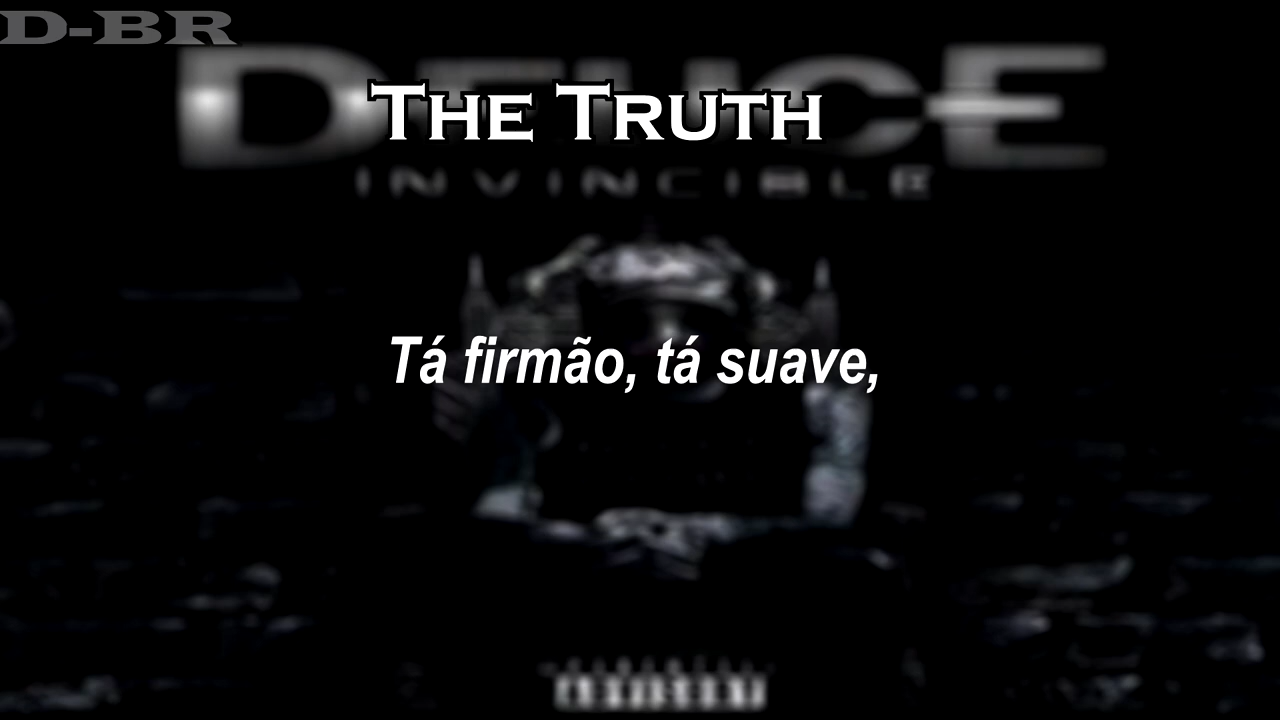 D-BR
DEUCE
The Truth
INVINCIBLE
Tá firmão, tá suave,